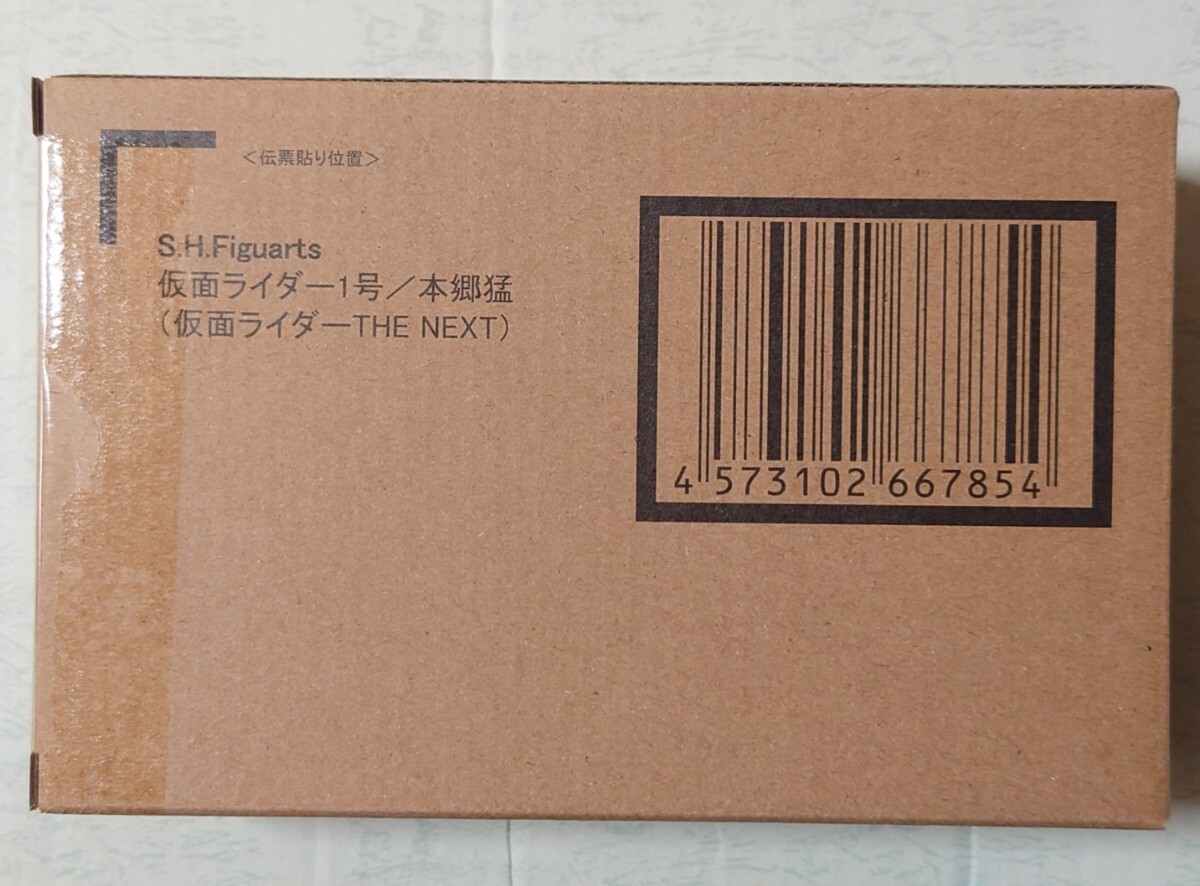 ＜伝票貼り位置＞
S.H.Figuarts
仮面ライダー1号／本郷猛
（仮面ライダーTHE NEXT）
4 573102 667854